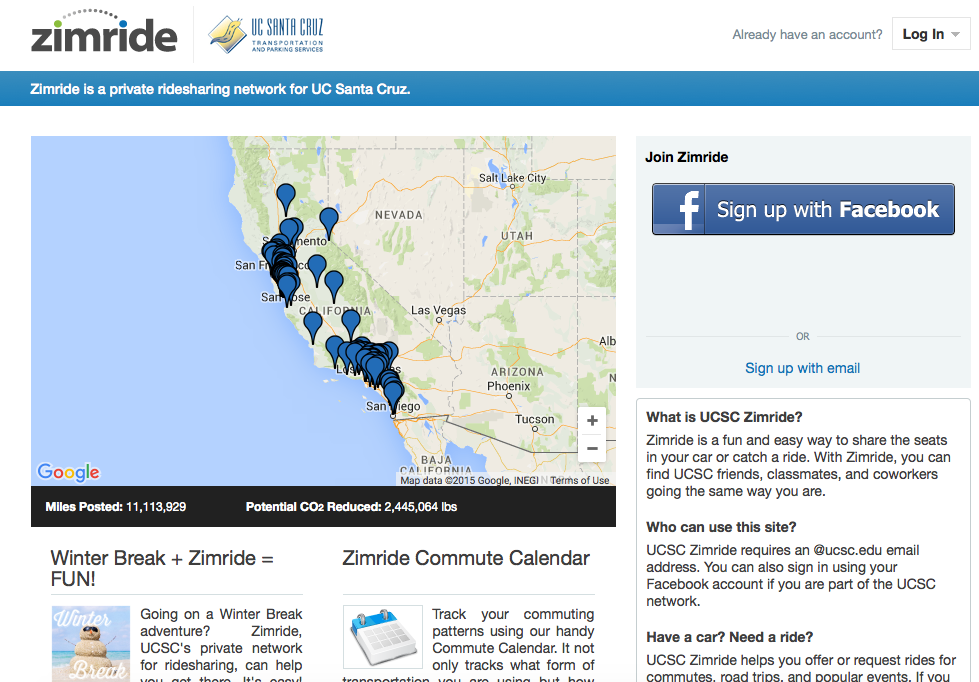 zimride
UC SANTA CRUZ
TRANSPORTATION
AND PARKING SERVICES
Already have an account?
Log In
Zimride is a private ridesharing network for UC Santa Cruz.
Salt Lake City
NEVADA
UTAH
San Fr
San Jose
CALIFORNIA
Las Vegas
Alb
Los
ARIZONA
Phoenix
San Diego
Tucson
BAJA
CALIFORNIA
+
−
Google
Map data ©2015 Google, INEGI
Terms of Use
Miles Posted: 11,113,929
Potential CO2 Reduced: 2,445,064 lbs
Join Zimride
f Sign up with Facebook
OR
Sign up with email
What is UCSC Zimride?
Zimride is a fun and easy way to share the seats
in your car or catch a ride. With Zimride, you can
find UCSC friends, classmates, and coworkers
going the same way you are.
Who can use this site?
UCSC Zimride requires an @ucsc.edu email
address. You can also sign in using your
Facebook account if you are part of the UCSC
network.
Have a car? Need a ride?
UCSC Zimride helps you offer or request rides for
commutes, road trips, and popular events. If you
Winter Break + Zimride =
FUN!
Winter
Break
Going on a Winter Break
adventure? Zimride,
UCSC's private network
for ridesharing, can help
you get there. It's easy!
Zimride Commute Calendar
Track your commuting
patterns using our handy
Commute Calendar. It not
only tracks what form of
transportation you are using but how